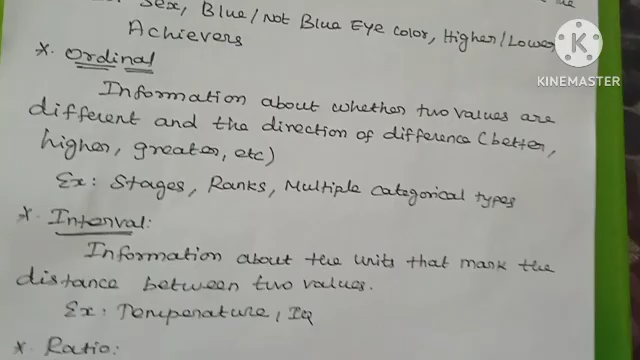 Sex, Blue/Not Blue Eye color, Higher/Lower
Achievers
* Ordinal
Information about whether two values are
different and the direction of difference (better,
higher, greater, etc)
Ex: Stages, Ranks, Multiple categorical types
* Interval:
Information about the units that mark the
distance between two values.
Ex: Temperature, IQ
* Ratio:
KINEMASTER